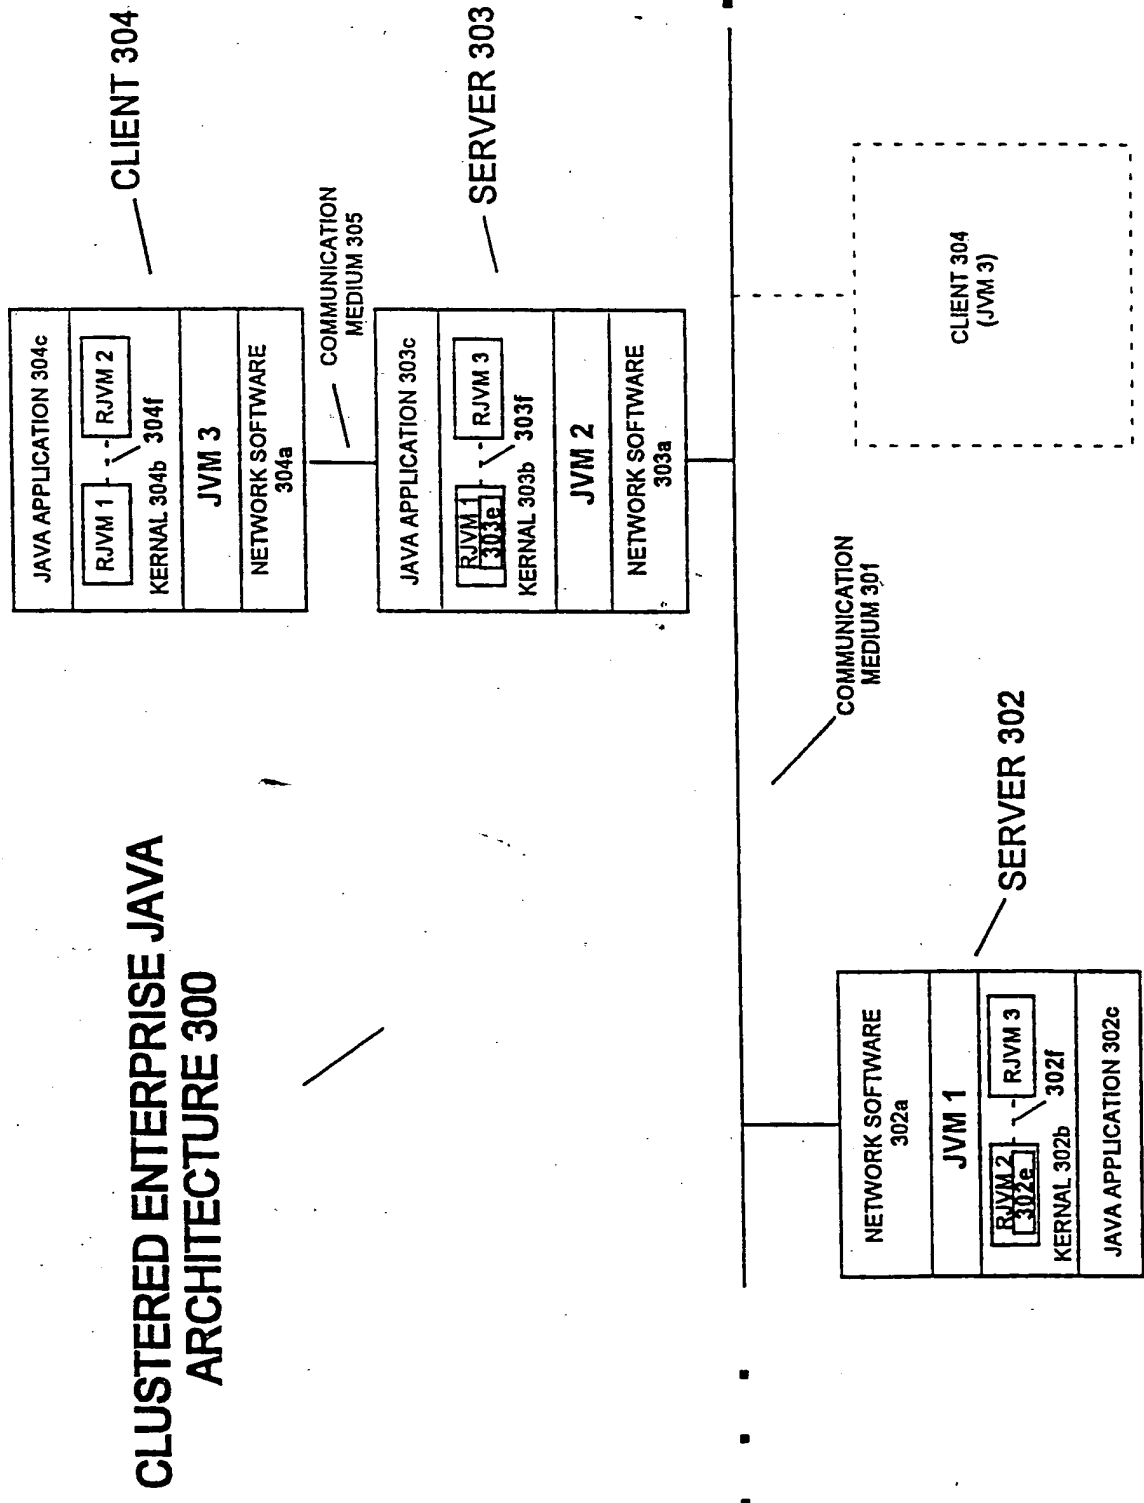 CLUSTERED ENTERPRISE JAVA
ARCHITECTURE 300
CLIENT 304
JAVA APPLICATION 304c
RJVM 1
RJVM 2
304f
KERNAL 304b
JVM 3
NETWORK SOFTWARE
304a
COMMUNICATION
MEDIUM 305
SERVER 303
JAVA APPLICATION 303c
RJVM 1
303e
RJVM 3
303f
KERNAL 303b
JVM 2
NETWORK SOFTWARE
303a
COMMUNICATION
MEDIUM 301
SERVER 302
NETWORK SOFTWARE
302a
JVM 1
RJVM 2
302e
RJVM 3
302f
KERNAL 302b
JAVA APPLICATION 302c
CLIENT 304
(JVM 3)